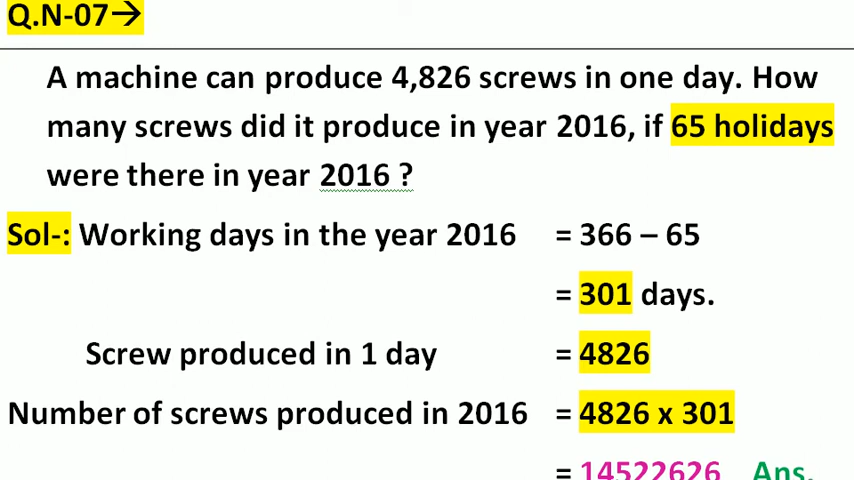 Q.N-07→
A machine can produce 4,826 screws in one day. How
many screws did it produce in year 2016, if 65 holidays
were there in year 2016 ?
Sol-: Working days in the year 2016 = 366 – 65
= 301 days.
Screw produced in 1 day = 4826
Number of screws produced in 2016 = 4826 x 301
= 14522626 Ans.